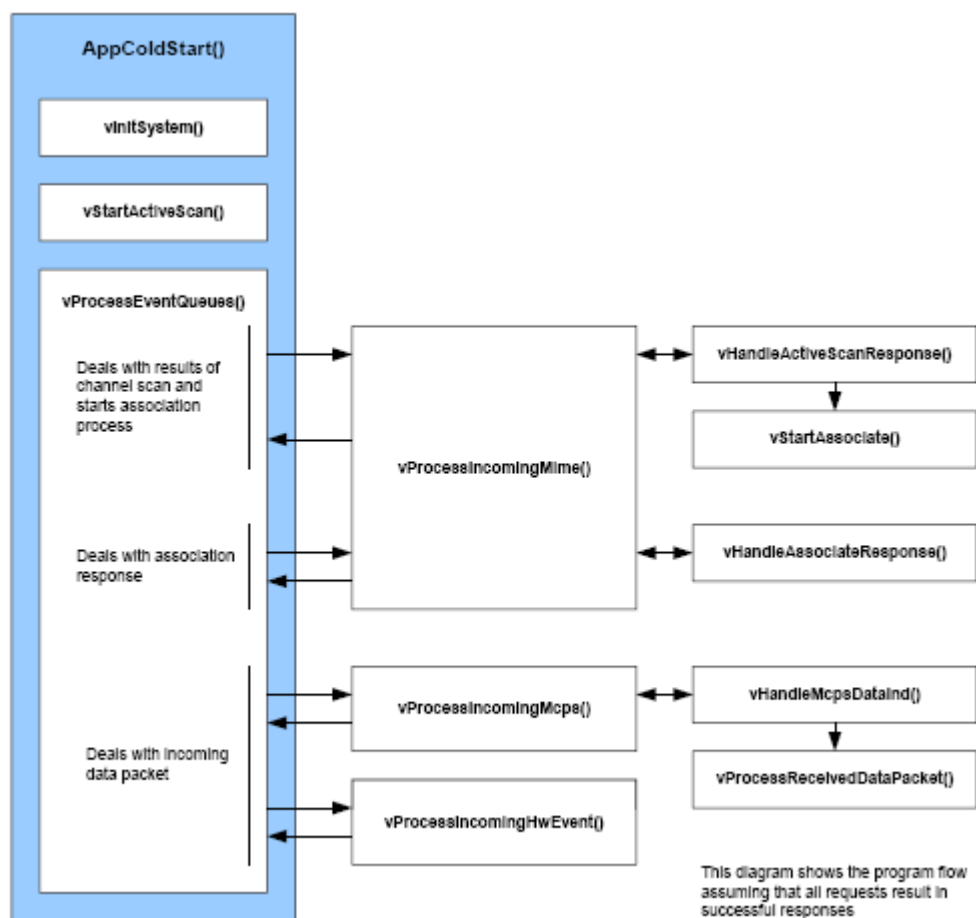 AppColdStart()
vInitSystem()
vStartActiveScan()
vProcessEventQueues()
Deals with results of
channel scan and
starts association
process
Deals with association
response
Deals with incoming
data packet
vProcessIncomingMlme()
vProcessIncomingMcps()
vProcessIncomingHwEvent()
vHandleActiveScanResponse()
vStartAssociate()
vHandleAssociateResponse()
vHandleMcpsDataInd()
vProcessReceivedDataPacket()
This diagram shows the program flow
assuming that all requests result in
successful responses